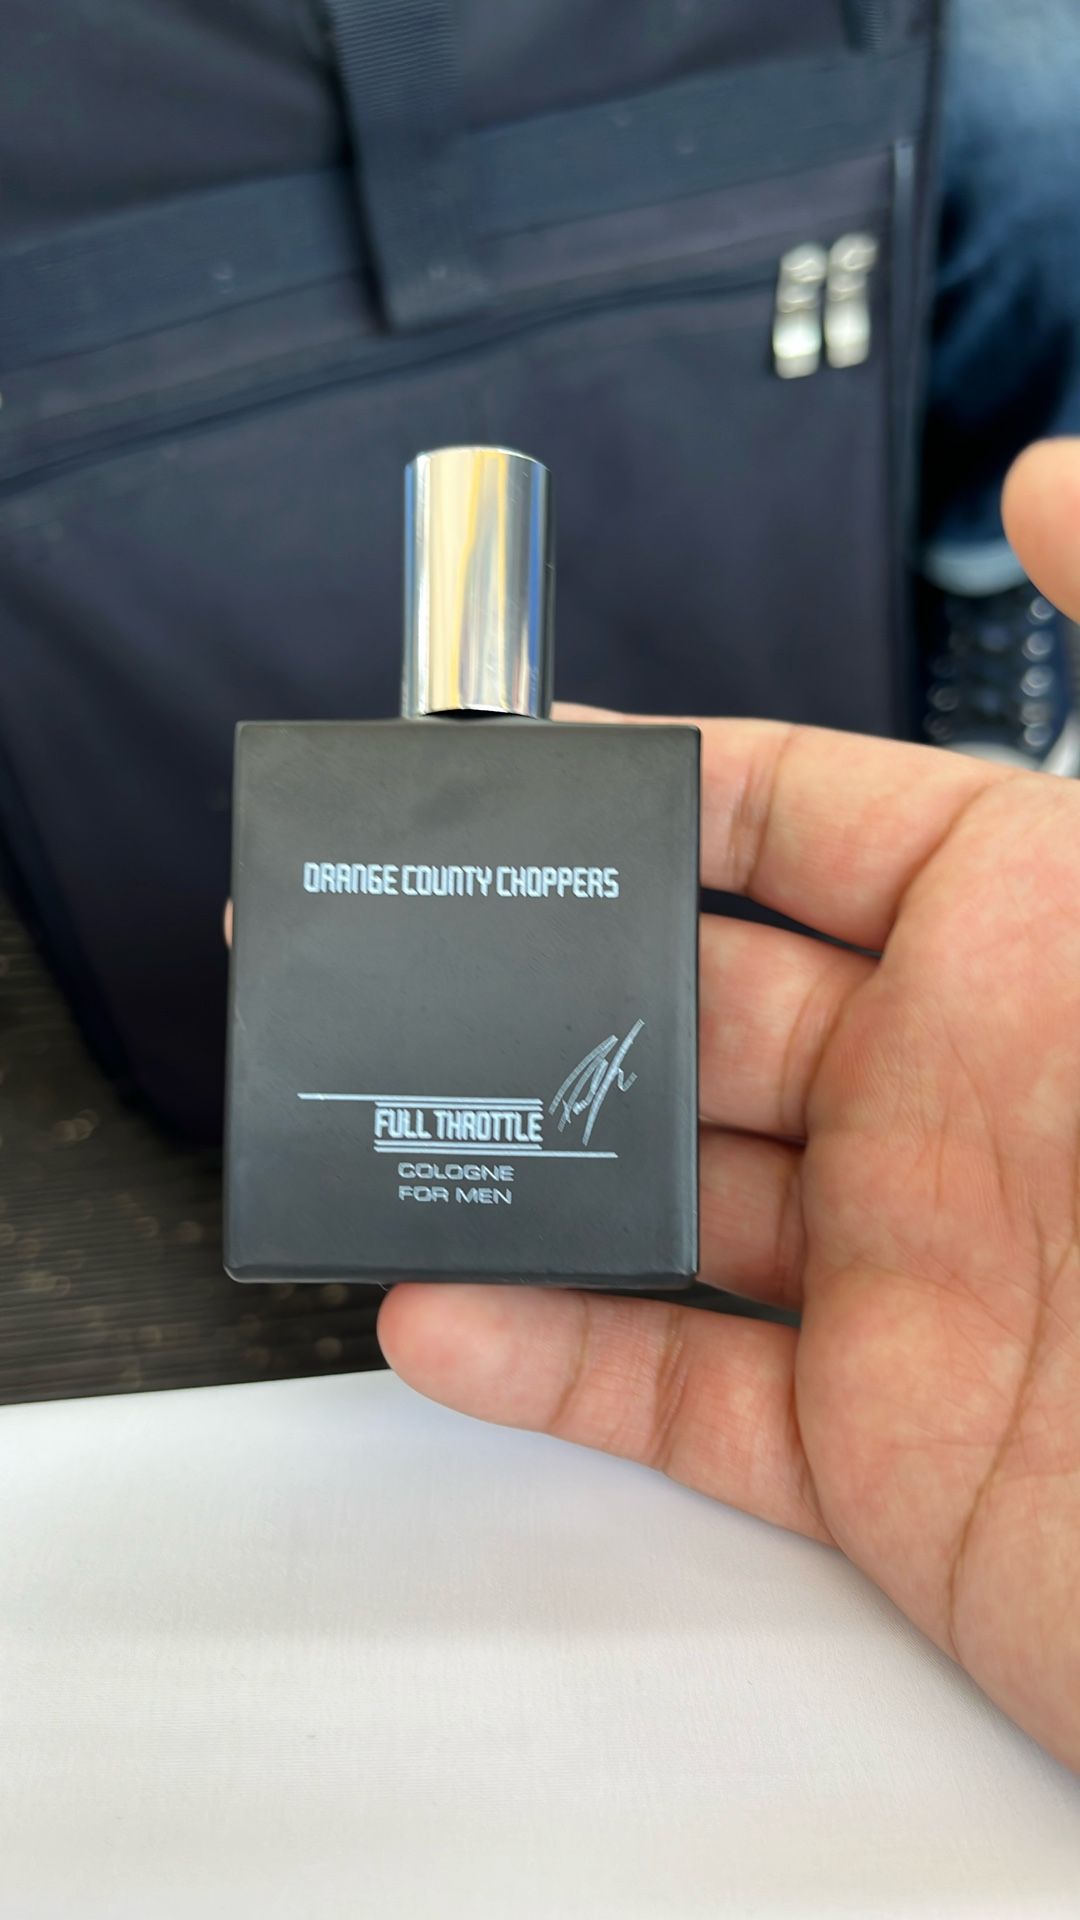 ORANGE COUNTY CHOPPERS
FULL THROTTLE
COLOGNE
FOR MEN